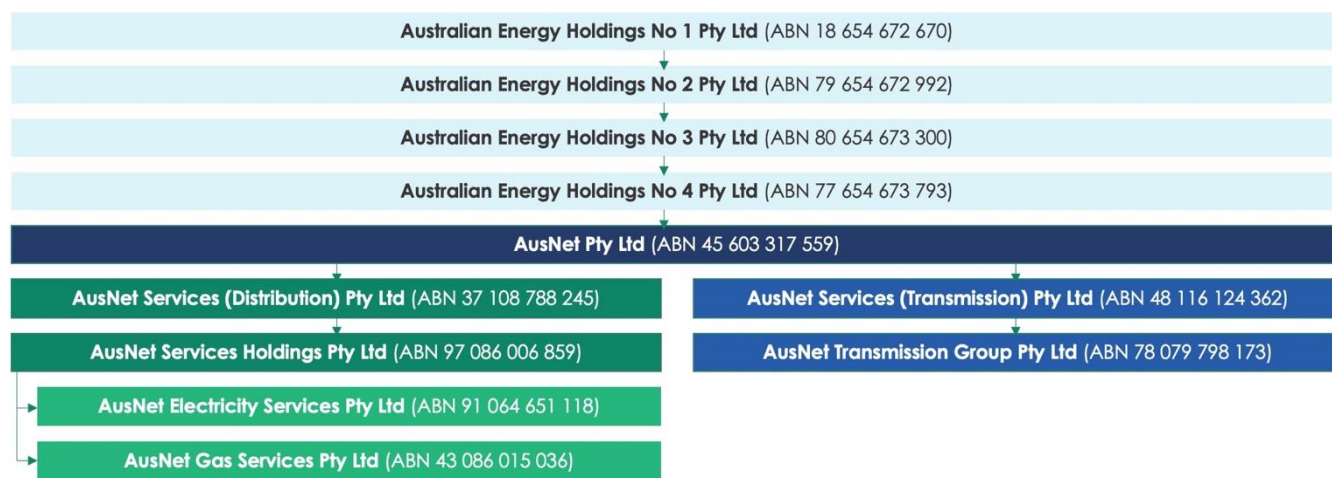 Australian Energy Holdings No 1 Pty Ltd (ABN 18 654 672 670)
Australian Energy Holdings No 2 Pty Ltd (ABN 79 654 672 992)
Australian Energy Holdings No 3 Pty Ltd (ABN 80 654 673 300)
Australian Energy Holdings No 4 Pty Ltd (ABN 77 654 673 793)
AusNet Pty Ltd (ABN 45 603 317 559)
AusNet Services (Distribution) Pty Ltd (ABN 37 108 788 245)
AusNet Services (Transmission) Pty Ltd (ABN 48 116 124 362)
AusNet Services Holdings Pty Ltd (ABN 97 086 006 859)
AusNet Transmission Group Pty Ltd (ABN 78 079 798 173)
AusNet Electricity Services Pty Ltd (ABN 91 064 651 118)
AusNet Gas Services Pty Ltd (ABN 43 086 015 036)